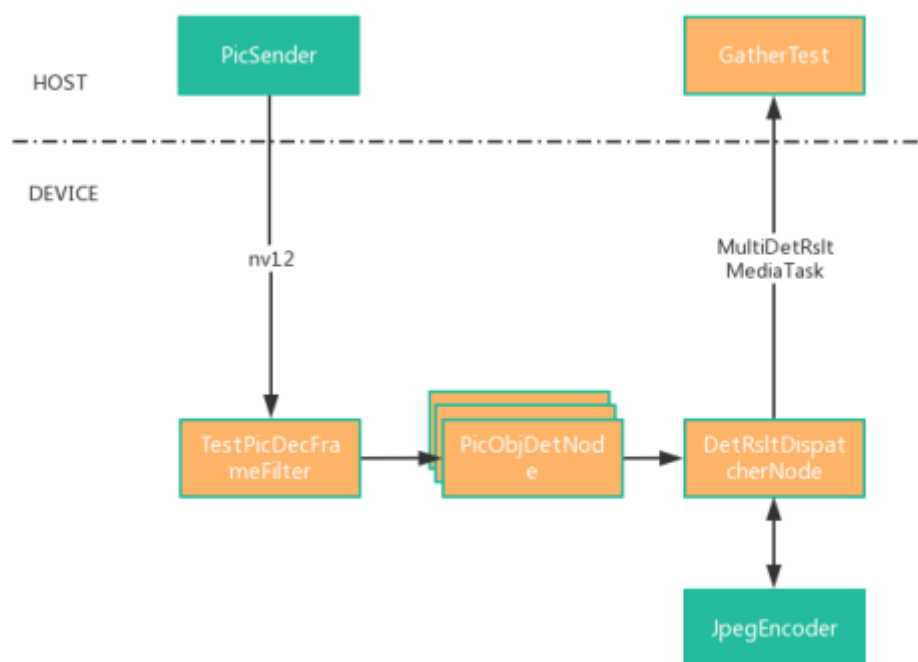 PicSender
GatherTest
HOST
DEVICE
nv12
MultiDetRslt
MediaTask
TestPicDecFra
meFilter
PicObjDetNod
e
DetRsltDispat
cherNode
JpegEncoder